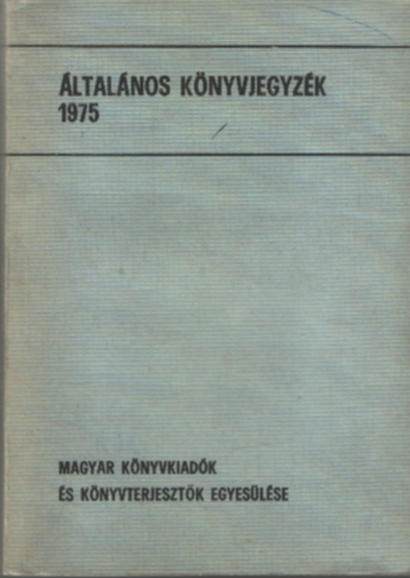 ÁLTALÁNOS KÖNYVJEGYZÉK
1975
MAGYAR KÖNYVKIADÓK
ÉS KÖNYVTERJESZTŐK EGYESÜLÉSE